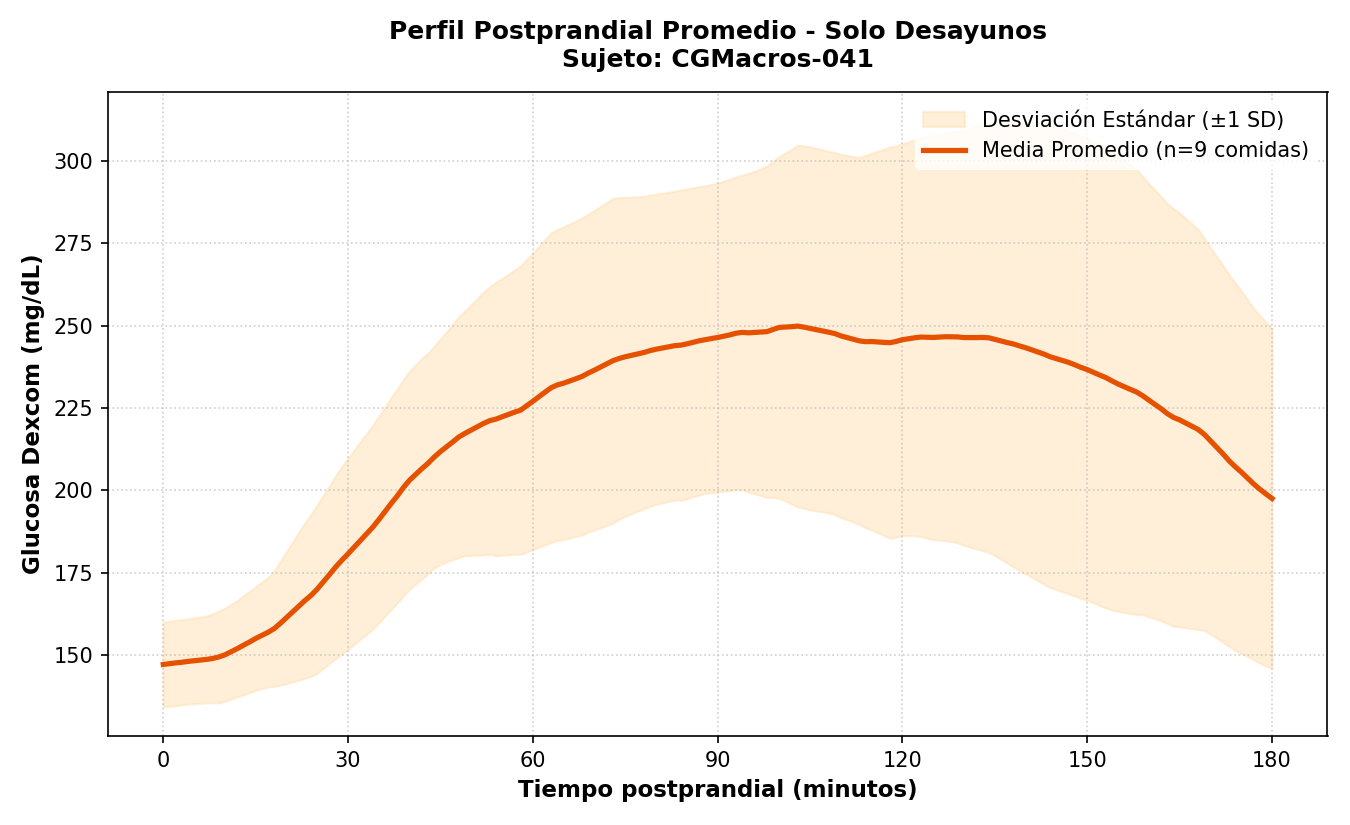 Perfil Postprandial Promedio - Solo Desayunos
Sujeto: CGMacros-041
Desviación Estándar (±1 SD)
Media Promedio (n=9 comidas)
Glucosa Dexcom (mg/dL)
300
275
250
225
200
175
150
0 30 60 90 120 150 180
Tiempo postprandial (minutos)